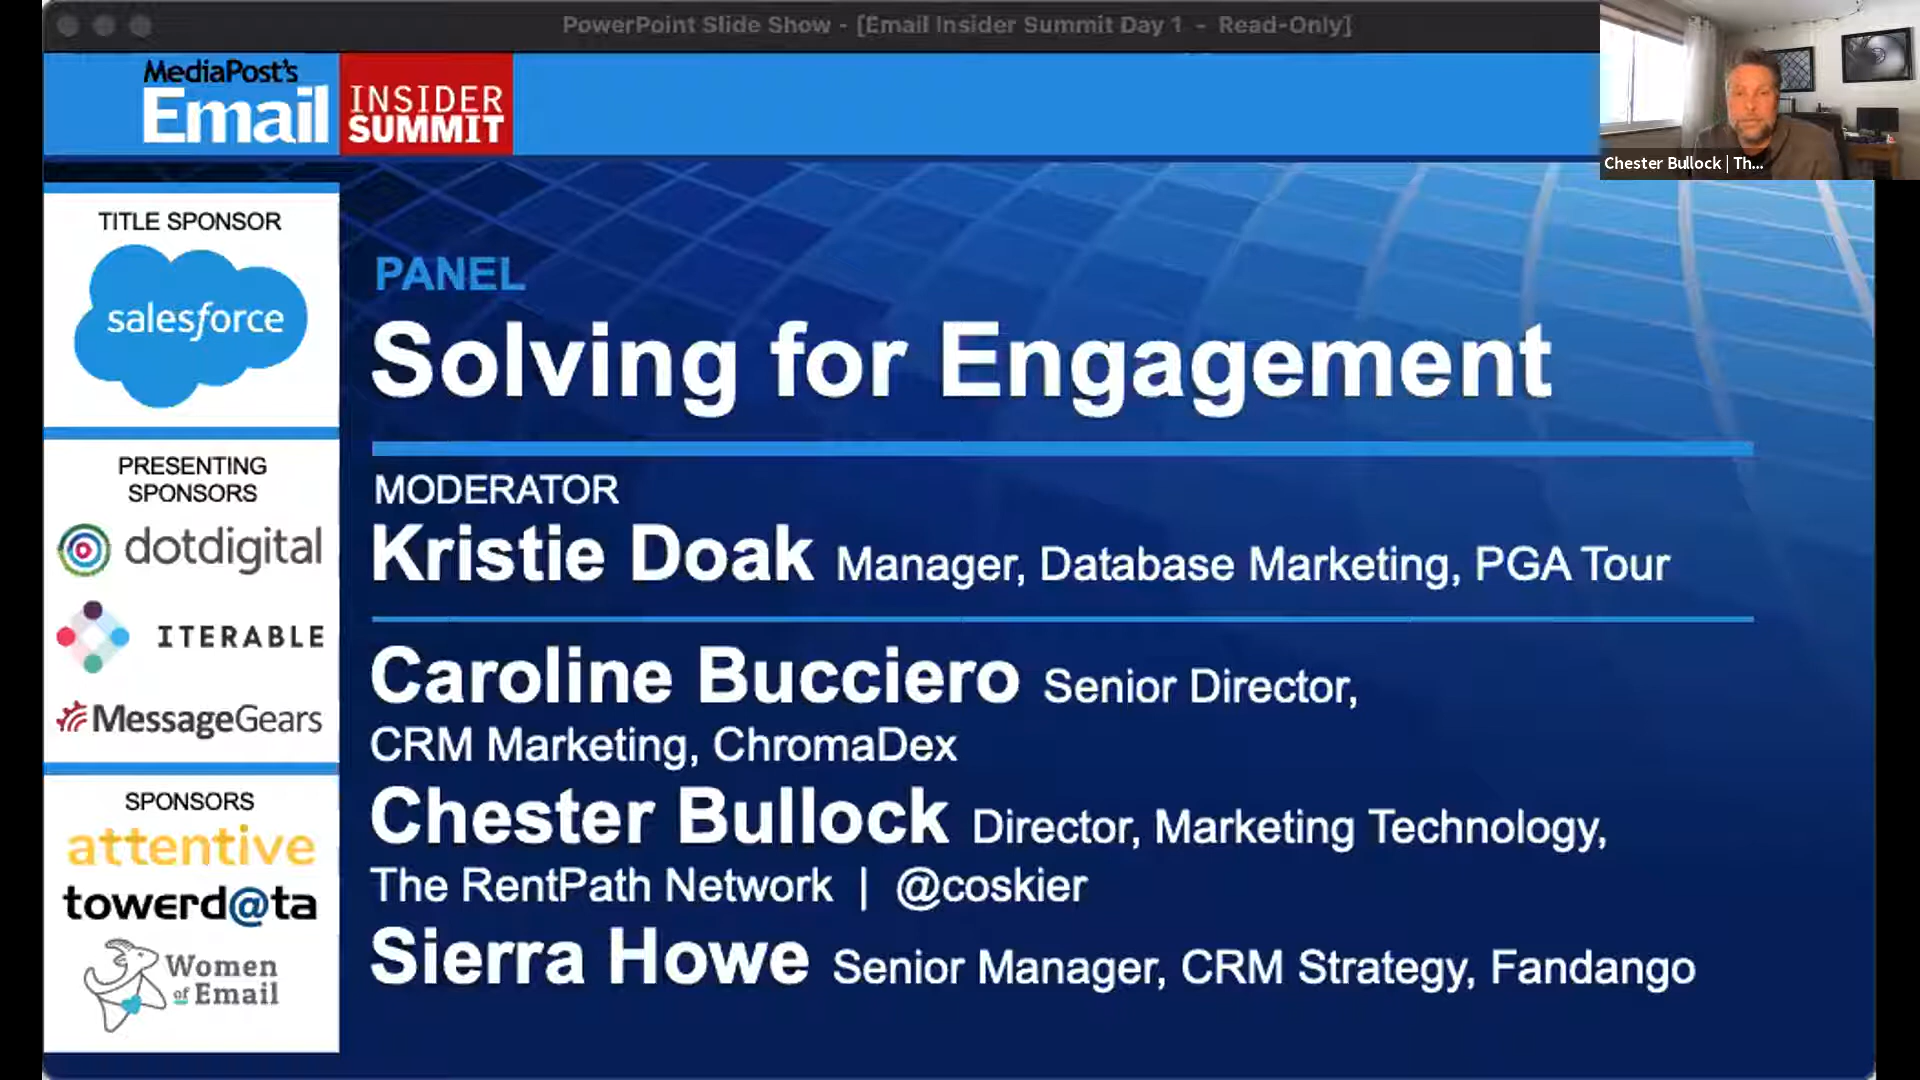 PowerPoint Slide Show - [Email Insider Summit Day 1 - Read-Only]
MediaPost's
Email
INSIDER
SUMMIT
Chester Bullock | Th...
TITLE SPONSOR
salesforce
PRESENTING
SPONSORS
dotdigital
ITERABLE
MessageGears
SPONSORS
attentive
towerd@ta
Women
of Email
PANEL
Solving for Engagement
MODERATOR
Kristie Doak Manager, Database Marketing, PGA Tour
Caroline Bucciero Senior Director,
CRM Marketing, ChromaDex
Chester Bullock Director, Marketing Technology,
The RentPath Network | @coskier
Sierra Howe Senior Manager, CRM Strategy, Fandango